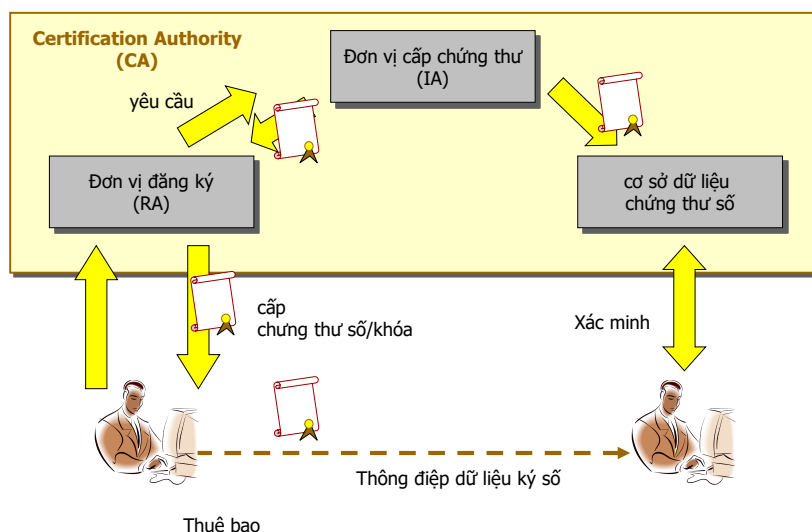 Certification Authority
(CA)
Đơn vị cấp chứng thư
(IA)
yêu cầu
Đơn vị đăng ký
(RA)
cơ sở dữ liệu
chứng thư số
cấp
chưng thư số/khóa
Xác minh
Thông điệp dữ liệu ký số
Thuê bao